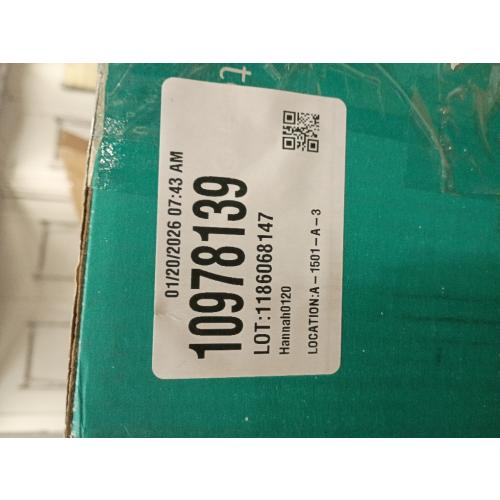 01/20/2026 07:43 AM
10978139
LOT:1186068147
Hannah0120
LOCATION:A-1501-A-3
t